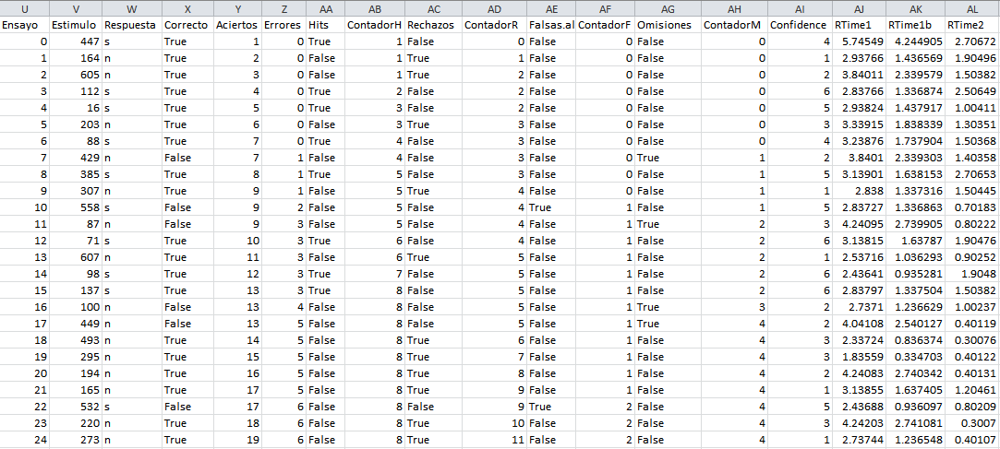 U V W X Y Z AA AB AC AD AE AF AG AH AI AJ AK AL
Ensayo Estimulo Respuesta Correcto Aciertos Errores Hits ContadorH Rechazos ContadorR Falsas.al ContadorF Omisiones ContadorM Confidence RTime1 RTime1b RTime2
0 447 s True 1 0 True 1 False 0 False 0 False 0 4 5.74549 4.244905 2.70672
1 164 n True 2 0 False 1 True 1 False 0 False 0 1 2.93766 1.436569 1.90496
2 605 n True 3 0 False 1 True 2 False 0 False 0 2 3.84011 2.339579 1.50382
3 112 s True 4 0 True 2 False 2 False 0 False 0 6 2.83766 1.336874 2.50649
4 16 s True 5 0 True 3 False 2 False 0 False 0 5 2.93824 1.437917 1.00411
5 203 n True 6 0 False 3 True 3 False 0 False 0 3 3.33915 1.838339 1.30351
6 88 s True 7 0 True 4 False 3 False 0 False 0 4 3.23876 1.737904 1.50368
7 429 n False 7 1 False 4 False 3 False 0 True 1 2 3.8401 2.339303 1.40358
8 385 s True 8 1 True 5 False 3 False 0 False 1 5 3.13901 1.638153 2.70653
9 307 n True 9 1 False 5 True 4 False 0 False 1 1 2.838 1.337316 1.50445
10 558 s False 9 2 False 5 False 4 True 1 False 1 5 2.83727 1.336863 0.70183
11 87 n False 9 3 False 5 False 4 False 1 True 2 3 4.24095 2.739905 0.80222
12 71 s True 10 3 True 6 False 4 False 1 False 2 6 3.13815 1.63787 1.90476
13 607 n True 11 3 False 6 True 5 False 1 False 2 1 2.53716 1.036293 0.90252
14 98 s True 12 3 True 7 False 5 False 1 False 2 6 2.43641 0.935281 1.9048
15 137 s True 13 3 True 8 False 5 False 1 False 2 6 2.83797 1.337504 1.50382
16 100 n False 13 4 False 8 False 5 False 1 True 3 2 2.7371 1.236629 1.00237
17 449 n False 13 5 False 8 False 5 False 1 True 4 2 4.04108 2.540127 0.40119
18 493 n True 14 5 False 8 True 6 False 1 False 4 3 2.33724 0.836374 0.30076
19 295 n True 15 5 False 8 True 7 False 1 False 4 3 1.83559 0.334703 0.40122
20 194 n True 16 5 False 8 True 8 False 1 False 4 2 4.24083 2.740342 0.40131
21 165 n True 17 5 False 8 True 9 False 1 False 4 1 3.13855 1.637405 1.20461
22 532 s False 17 6 False 8 False 9 True 2 False 4 5 2.43688 0.936097 0.80209
23 220 n True 18 6 False 8 True 10 False 2 False 4 3 4.24203 2.741081 0.3007
24 273 n True 19 6 False 8 True 11 False 2 False 4 1 2.73744 1.236548 0.40107